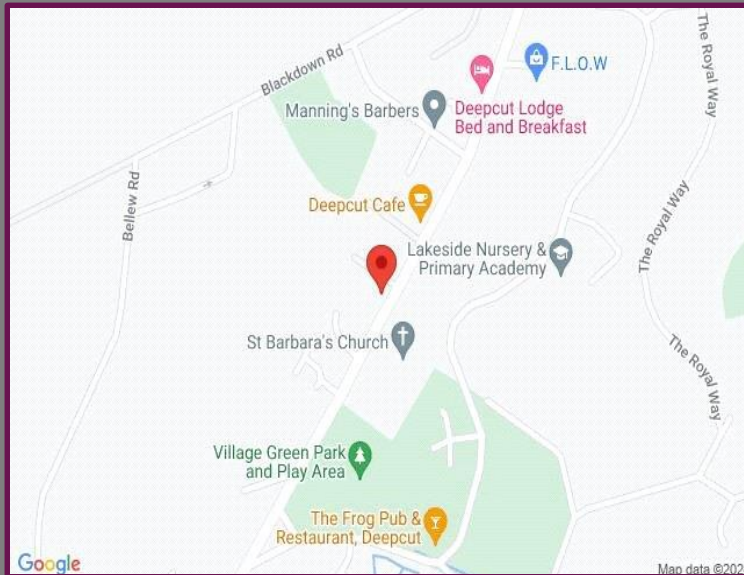 The Royal Way
Blackdown Rd
F.L.O.W
Manning's Barbers
Deepcut Lodge
Bed and Breakfast
Bellew Rd
Deepcut Cafe
The Royal Way
Lakeside Nursery &
Primary Academy
St Barbara's Church
The Royal Way
Village Green Park
and Play Area
The Frog Pub &
Restaurant, Deepcut
Google
Map data ©202